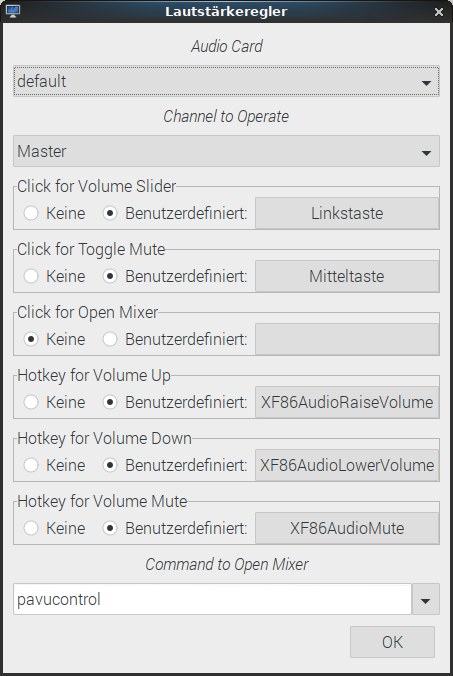 Lautstärkeregler
Audio Card
default
Channel to Operate
Master
Click for Volume Slider
Keine Benutzerdefiniert: Linkstaste
Click for Toggle Mute
Keine Benutzerdefiniert: Mitteltaste
Click for Open Mixer
Keine Benutzerdefiniert:
Hotkey for Volume Up
Keine Benutzerdefiniert: XF86AudioRaiseVolume
Hotkey for Volume Down
Keine Benutzerdefiniert: XF86AudioLowerVolume
Hotkey for Volume Mute
Keine Benutzerdefiniert: XF86AudioMute
Command to Open Mixer
pavucontrol
OK